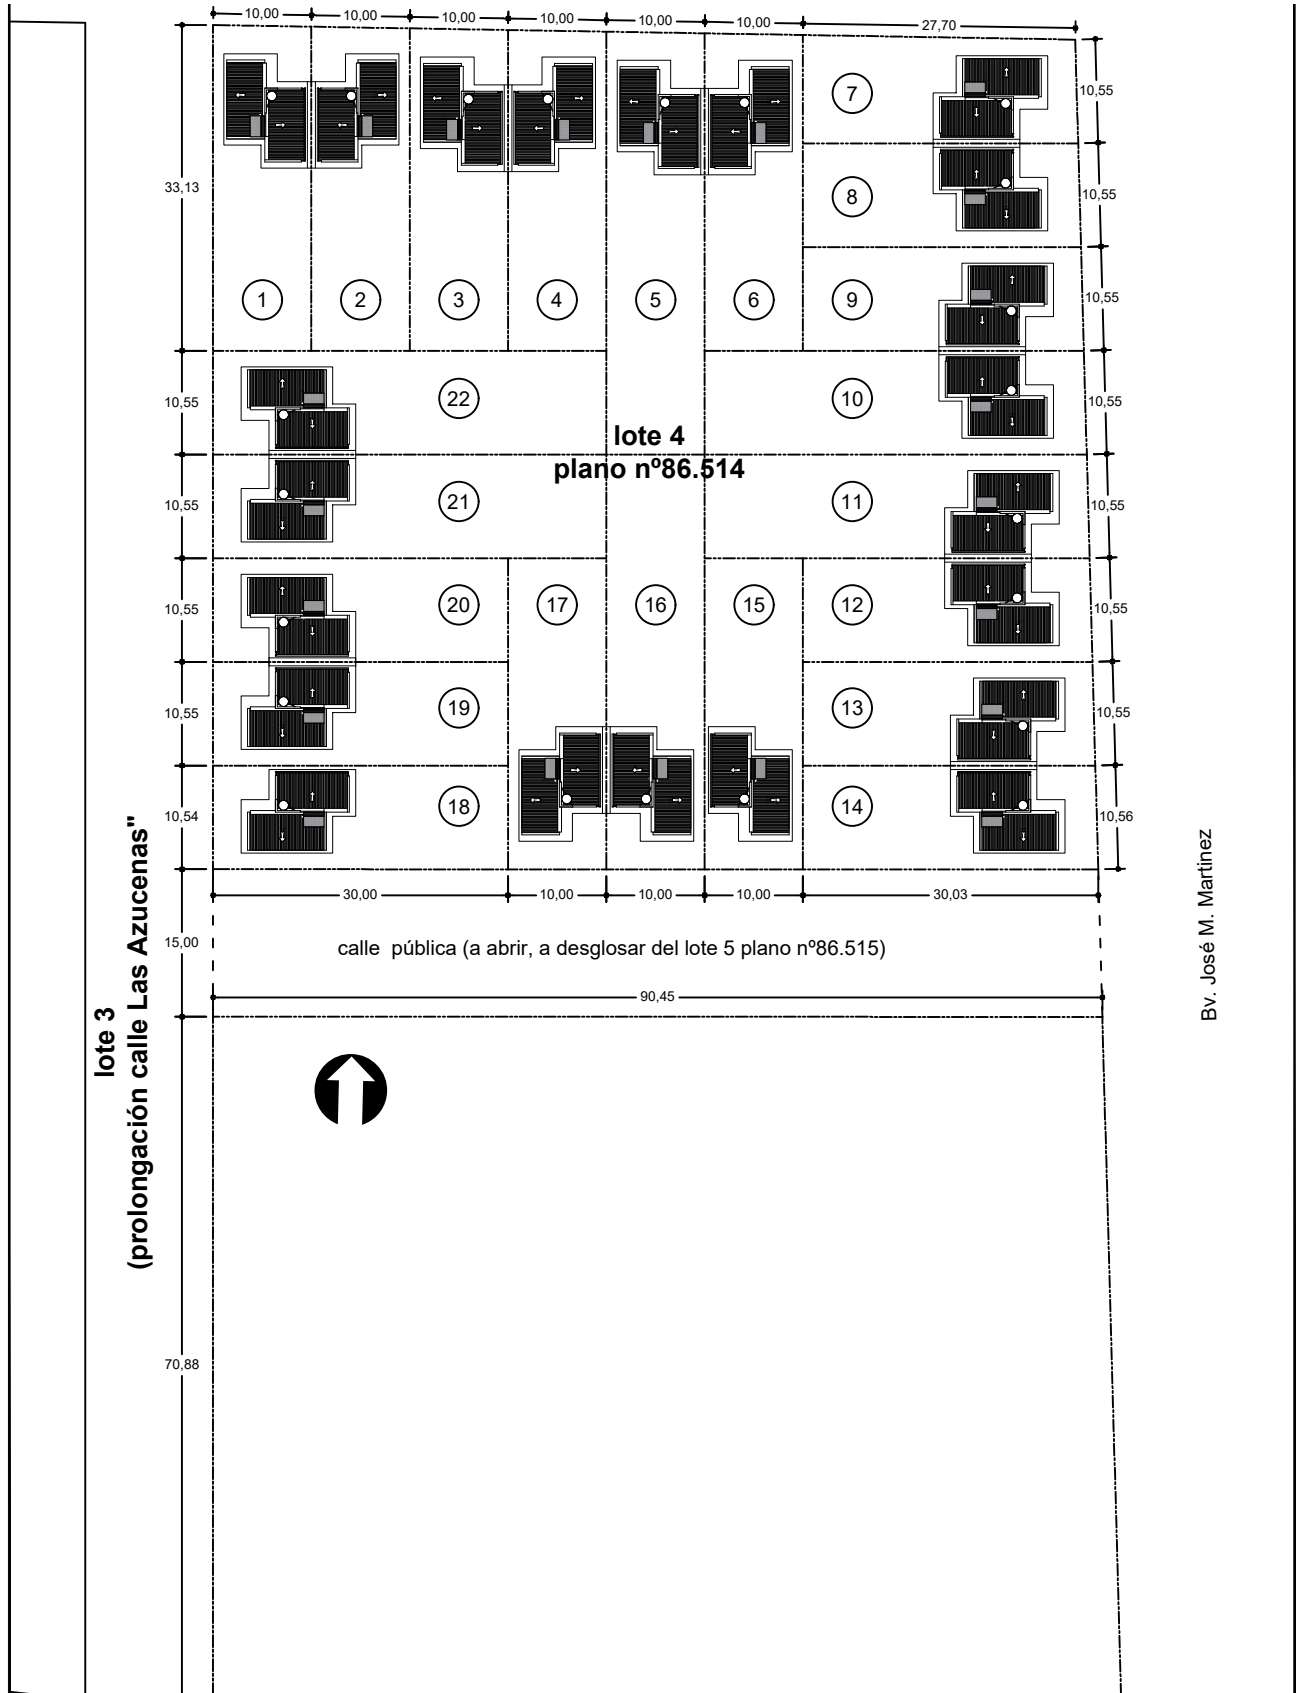 10,00 10,00 10,00 10,00 10,00 10,00 27,70
7
10,55
33,13
8
10,55
1 2 3 4 5 6 9
10,55
10,55
22
10
10,55
lote 4
plano nº86.514
10,55
21
11
10,55
10,55
20 17 16 15 12
10,55
10,55
19
13
10,55
10,54
18
14
10,56
30,00 10,00 10,00 10,00 30,03
15,00
calle pública (a abrir, a desglosar del lote 5 plano nº86.515)
90,45
lote 3
(prolongación calle Las Azucenas"
Bv. José M. Martinez
70,88